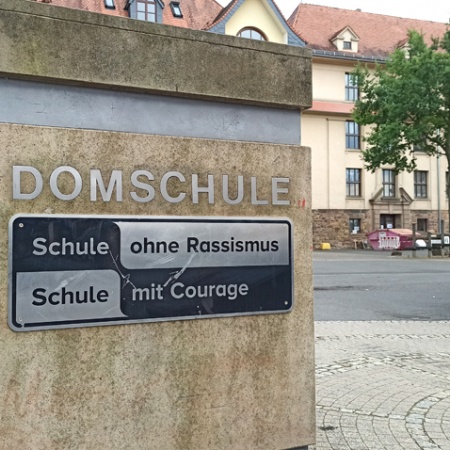 DOMSCHULE
Schule ohne Rassismus
Schule mit Courage